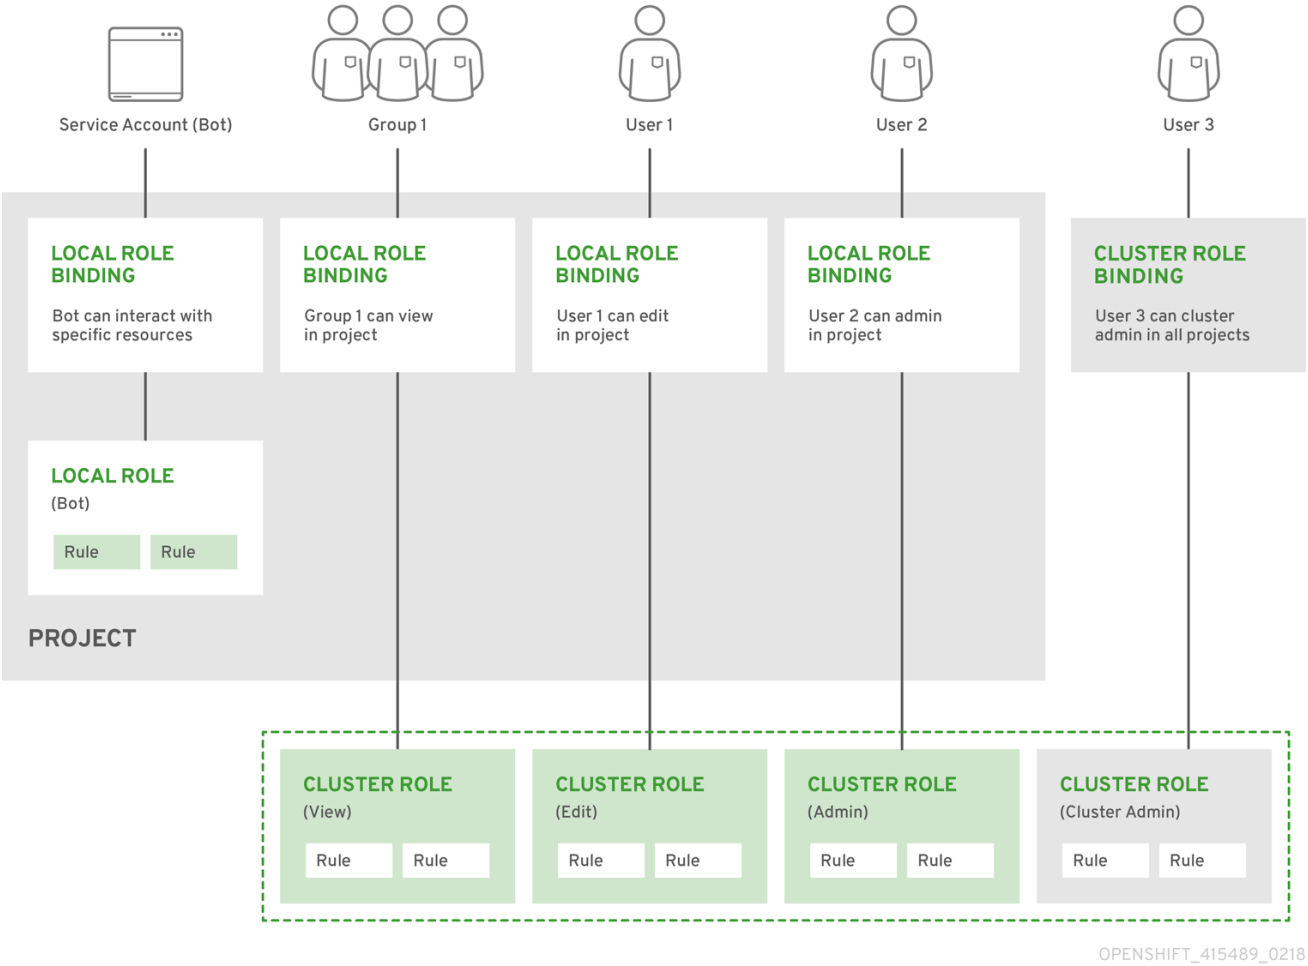 Service Account (Bot)
Group 1
User 1
User 2
User 3
LOCAL ROLE
BINDING
Bot can interact with
specific resources
LOCAL ROLE
BINDING
Group 1 can view
in project
LOCAL ROLE
BINDING
User 1 can edit
in project
LOCAL ROLE
BINDING
User 2 can admin
in project
CLUSTER ROLE
BINDING
User 3 can cluster
admin in all projects
LOCAL ROLE
(Bot)
Rule
Rule
PROJECT
CLUSTER ROLE
(View)
Rule
Rule
CLUSTER ROLE
(Edit)
Rule
Rule
CLUSTER ROLE
(Admin)
Rule
Rule
CLUSTER ROLE
(Cluster Admin)
Rule
Rule
OPENSHIFT_415489_0218